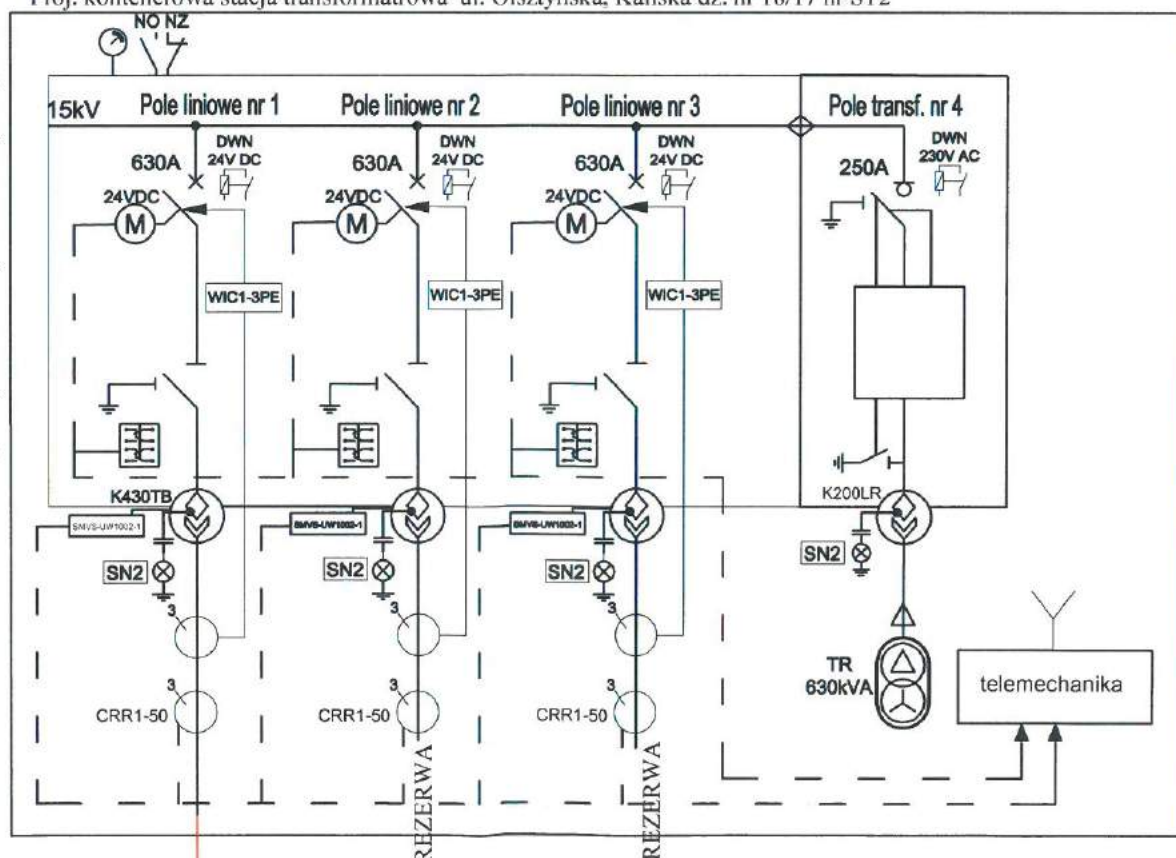 Proj. kontenerowa stacja transformatrowa ul. Olsztyńska, Kańska dz. nr 16/17 nr ST2
NO NZ
15kV
Pole liniowe nr 1
Pole liniowe nr 2
Pole liniowe nr 3
Pole transf. nr 4
630A
DWN
24V DC
630A
DWN
24V DC
630A
DWN
24V DC
250A
DWN
230V AC
24VDC
M
24VDC
M
24VDC
M
WIC1-3PE
WIC1-3PE
WIC1-3PE
K430TB
K200LR
SMVS-UW1002-1
SMVS-UW1002-1
SMVS-UW1002-1
SN2
SN2
SN2
SN2
3
3
3
TR
630kVA
telemechanika
3
3
3
CRR1-50
CRR1-50
CRR1-50
REZERWA
REZERWA